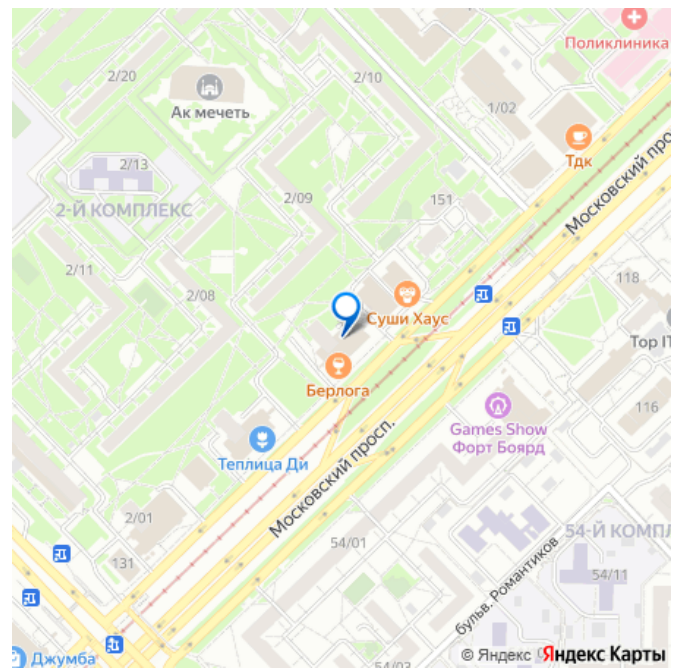 Поликлиника
2/20
2/10
Ак мечеть
1/02
Тдк
2/13
Московский про
2/09
151
2-Й КОМПЛЕКС
2/11
2/08
118
Суши Хаус
Top IT
Берлога
116
Games Show
Форт Боярд
Теплица Ди
Московский просп.
2/01
54/01
54-Й КОМПЛ
131
бульв. Романтиков
54/11
Джумба
54/03
© Яндекс
Яндекс Карты